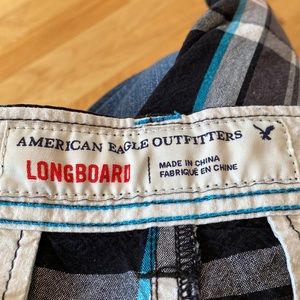 AMERICAN EAGLE OUTFITTERS
LONGBOARD
MADE IN CHINA
FABRIQUÉ EN CHINE